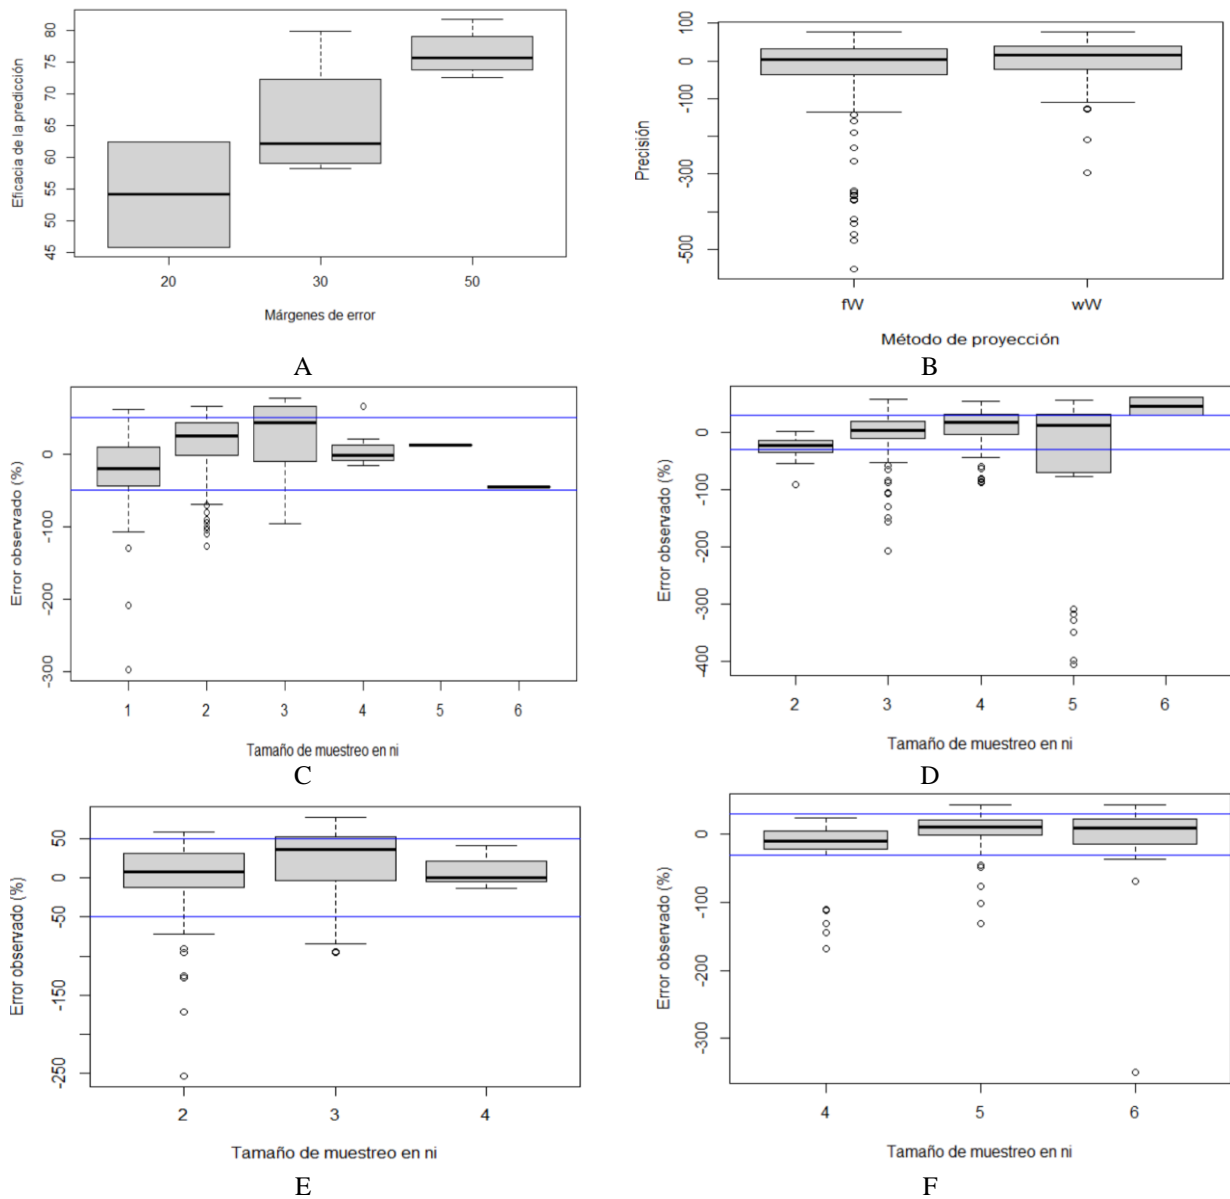 Eficacia de la predicción
80
75
70
65
60
55
50
45
20 30 50
Márgenes de error
A
Precisión
100
0
-100
-300
-500
fW wW
Método de proyección
B
Error observado (%)
0
-100
-200
-300
1 2 3 4 5 6
Tamaño de muestreo en ni
C
Error observado (%)
0
-100
-200
-300
-400
2 3 4 5 6
Tamaño de muestreo en ni
D
Error observado (%)
50
0
-50
-150
-250
2 3 4
Tamaño de muestreo en ni
E
Error observado (%)
0
-100
-200
-300
4 5 6
Tamaño de muestreo en ni
F